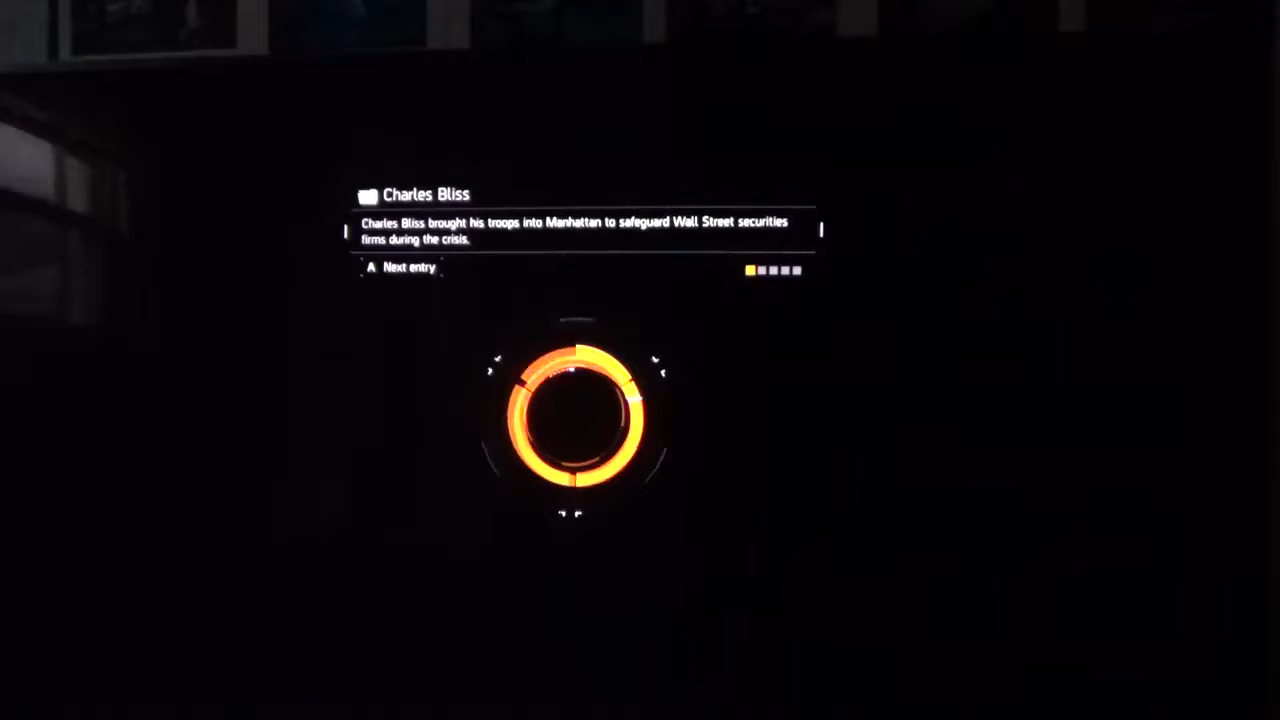 Charles Bliss
Charles Bliss brought his troops into Manhattan to safeguard Wall Street securities
firms during the crisis.
A Next entry